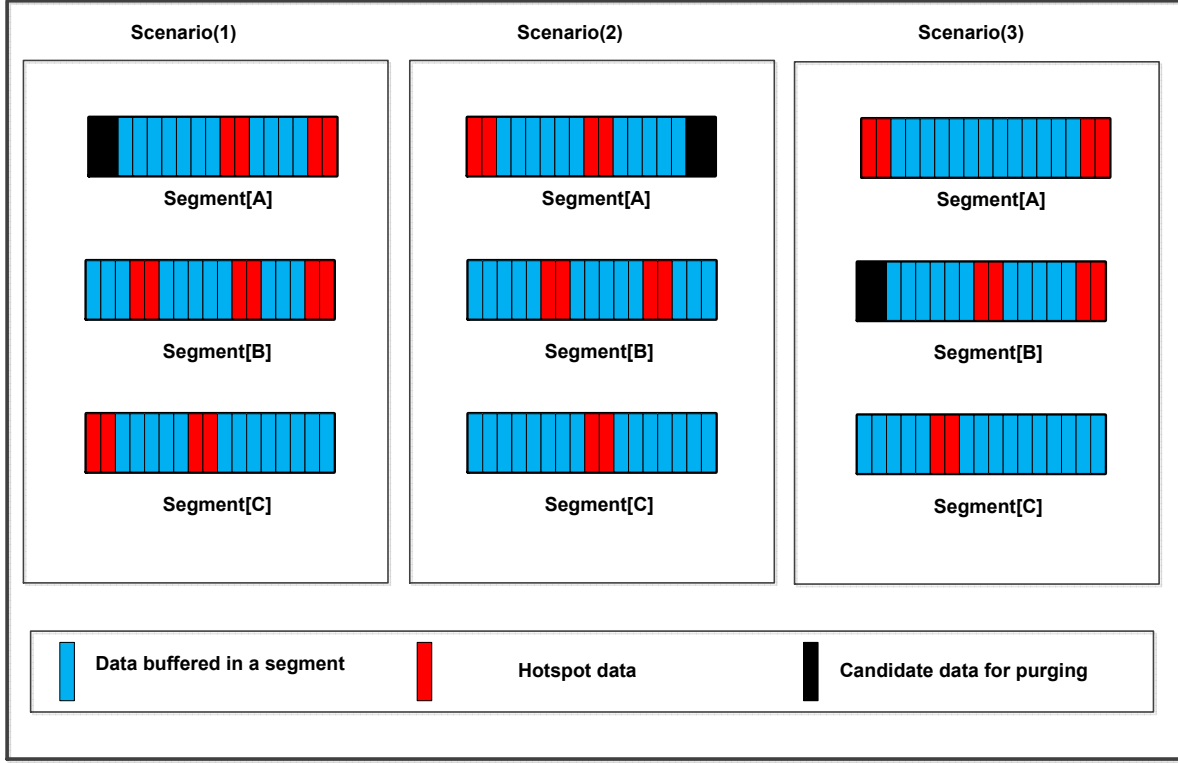 Scenario(1)
Segment[A]
Segment[B]
Segment[C]
Scenario(2)
Segment[A]
Segment[B]
Segment[C]
Scenario(3)
Segment[A]
Segment[B]
Segment[C]
Data buffered in a segment
Hotspot data
Candidate data for purging